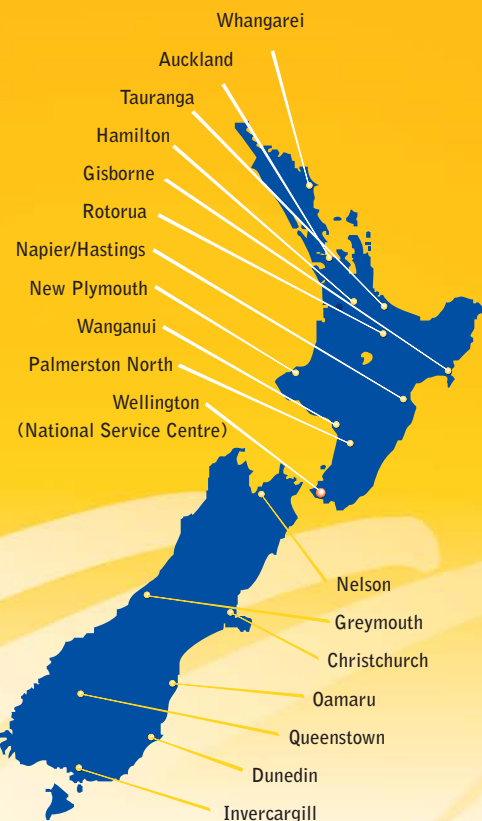 Whangarei
Auckland
Tauranga
Hamilton
Gisborne
Rotorua
Napier/Hastings
New Plymouth
Wanganui
Palmerston North
Wellington
(National Service Centre)
Nelson
Greymouth
Christchurch
Oamaru
Queenstown
Dunedin
Invercargill